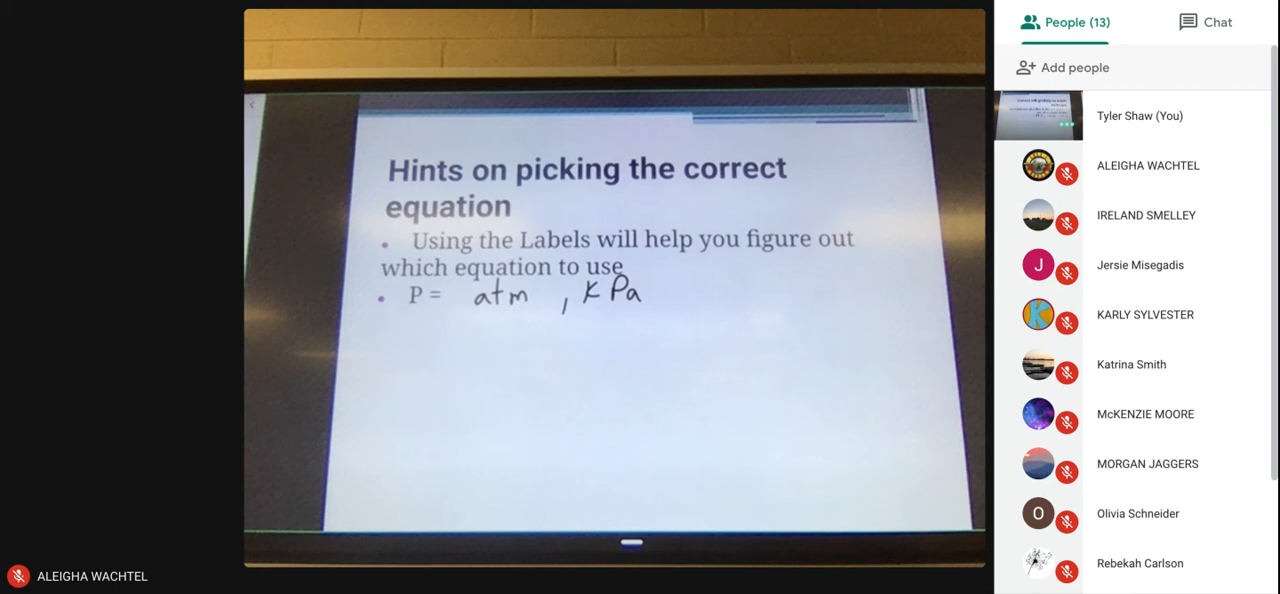 People (13)
Chat
Add people
Hints on picking the correct
equation
• Using the Labels will help you figure out
which equation to use
• P = atm , KPa
Tyler Shaw (You)
ALEIGHA WACHTEL
IRELAND SMELLEY
J Jersie Misegadis
K KARLY SYLVESTER
Katrina Smith
McKENZIE MOORE
MORGAN JAGGERS
O Olivia Schneider
Rebekah Carlson
ALEIGHA WACHTEL